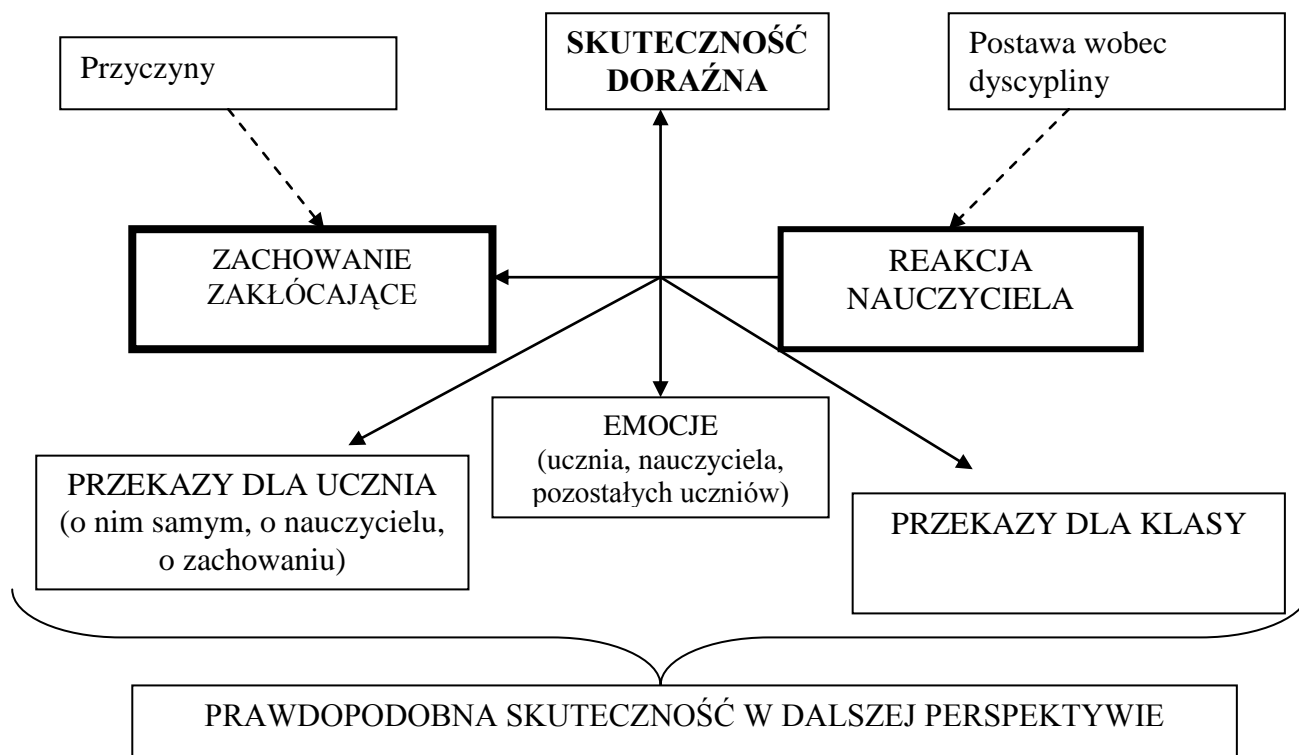 Przyczyny
SKUTECZNOŚĆ
DORAŹNA
Postawa wobec
dyscypliny
ZACHOWANIE
ZAKŁÓCAJĄCE
REAKCJA
NAUCZYCIELA
EMOCJE
(ucznia, nauczyciela,
pozostałych uczniów)
PRZEKAZY DLA UCZNIA
(o nim samym, o nauczycielu,
o zachowaniu)
PRZEKAZY DLA KLASY
PRAWDOPODOBNA SKUTECZNOŚĆ W DALSZEJ PERSPEKTYWIE